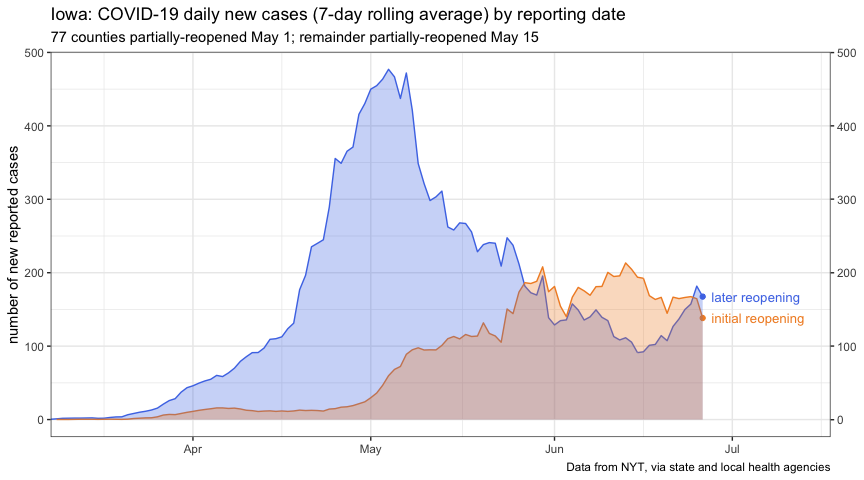 Iowa: COVID-19 daily new cases (7-day rolling average) by reporting date
77 counties partially-reopened May 1; remainder partially-reopened May 15
number of new reported cases
500
400
300
200
100
0
500
400
300
200
100
0
later reopening
initial reopening
Apr
May
Jun
Jul
Data from NYT, via state and local health agencies